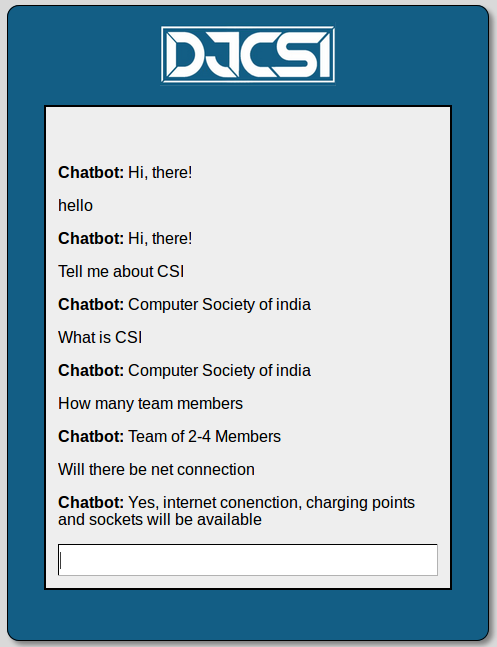 DJCSI
Chatbot: Hi, there!
hello
Chatbot: Hi, there!
Tell me about CSI
Chatbot: Computer Society of india
What is CSI
Chatbot: Computer Society of india
How many team members
Chatbot: Team of 2-4 Members
Will there be net connection
Chatbot: Yes, internet conenction, charging points
and sockets will be available